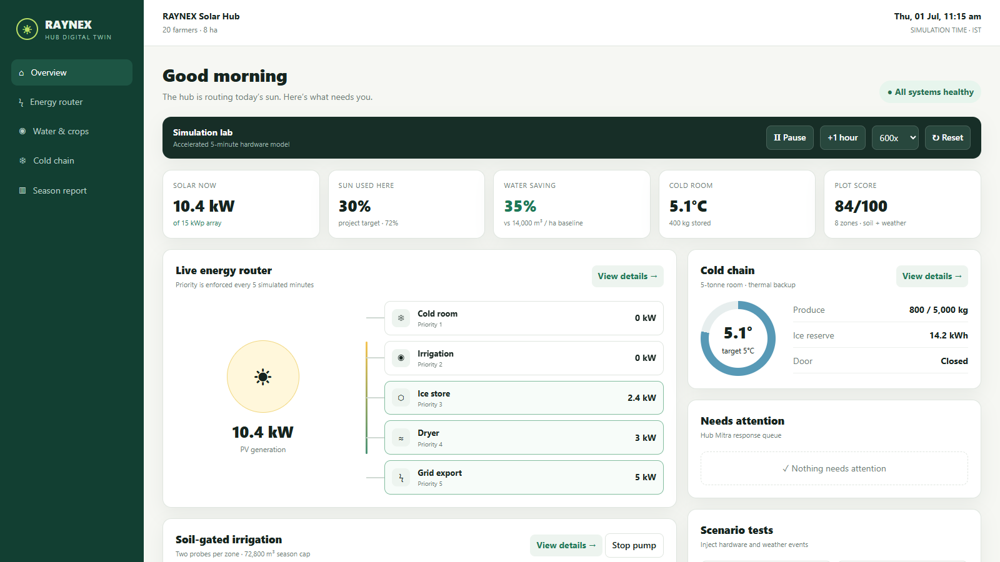 RAYNEX
HUB DIGITAL TWIN
Overview
Energy router
Water & crops
Cold chain
Season report
RAYNEX Solar Hub
20 farmers · 8 ha
Thu, 01 Jul, 11:15 am
SIMULATION TIME · IST
Good morning
The hub is routing today's sun. Here's what needs you.
● All systems healthy
Simulation lab
Accelerated 5-minute hardware model
Pause
+1 hour
600x
↻ Reset
SOLAR NOW
10.4 kW
of 15 kWp array
SUN USED HERE
30%
project target · 72%
WATER SAVING
35%
vs 14,000 m³ / ha baseline
COLD ROOM
5.1°C
400 kg stored
PLOT SCORE
84/100
8 zones · soil + weather
Live energy router
Priority is enforced every 5 simulated minutes
View details →
10.4 kW
PV generation
Cold room
Priority 1
0 kW
Irrigation
Priority 2
0 kW
Ice store
Priority 3
2.4 kW
Dryer
Priority 4
3 kW
Grid export
Priority 5
5 kW
Cold chain
5-tonne room · thermal backup
View details →
5.1°
target 5°C
Produce
800 / 5,000 kg
Ice reserve
14.2 kWh
Door
Closed
Needs attention
Hub Mitra response queue
✓ Nothing needs attention
Soil-gated irrigation
Two probes per zone · 72,800 m³ season cap
View details →
Stop pump
Scenario tests
Inject hardware and weather events